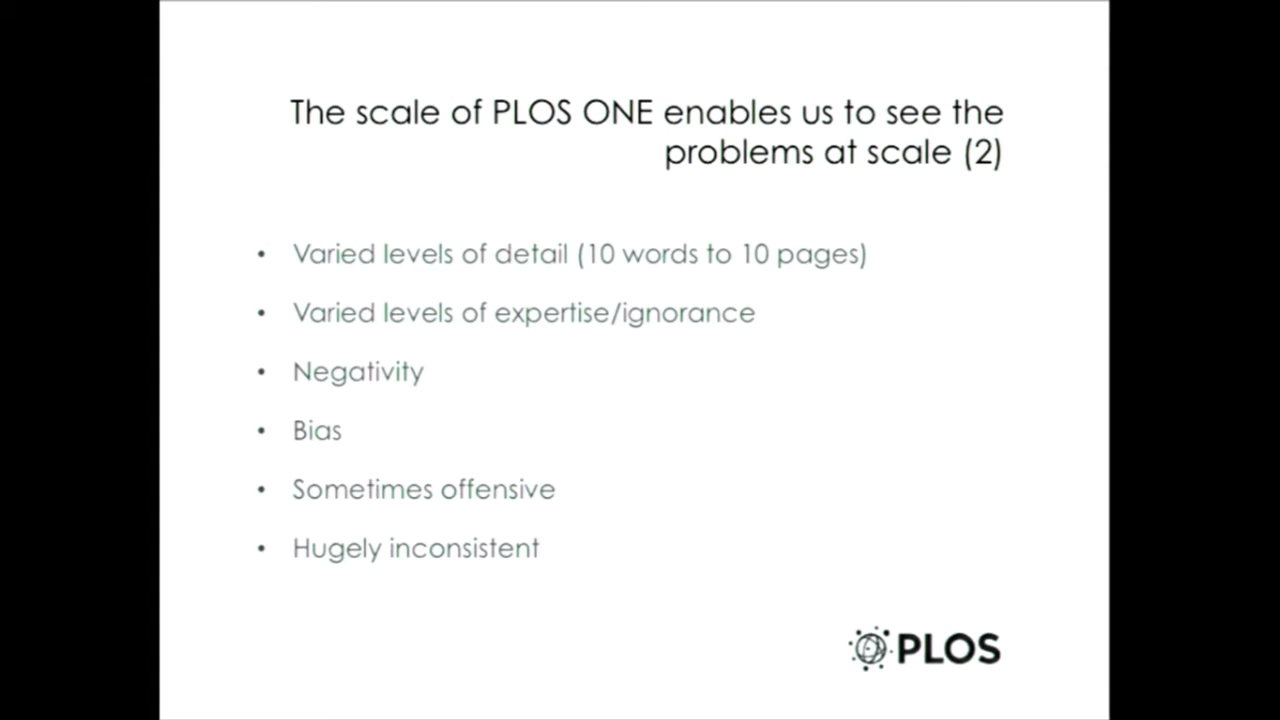 The scale of PLOS ONE enables us to see the
problems at scale (2)
• Varied levels of detail (10 words to 10 pages)
• Varied levels of expertise/ignorance
• Negativity
• Bias
• Sometimes offensive
• Hugely inconsistent
PLOS